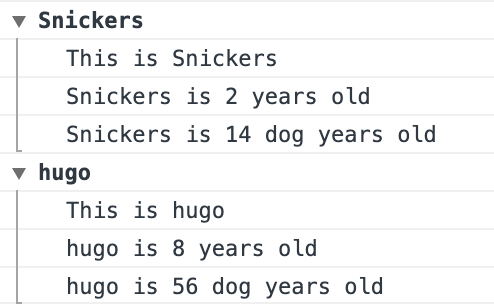 Snickers
This is Snickers
Snickers is 2 years old
Snickers is 14 dog years old
hugo
This is hugo
hugo is 8 years old
hugo is 56 dog years old